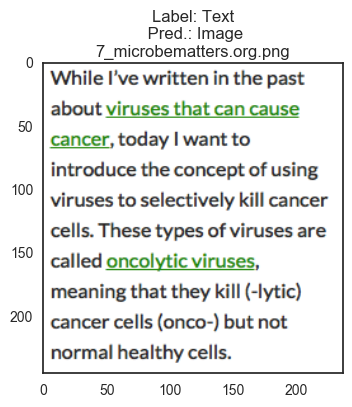 Label: Text
Pred.: Image
7_microbematters.org.png
0
50
100
150
200
While I've written in the past
about viruses that can cause
cancer, today I want to
introduce the concept of using
viruses to selectively kill cancer
cells. These types of viruses are
called oncolytic viruses,
meaning that they kill (-lytic)
cancer cells (onco-) but not
normal healthy cells.
0 50 100 150 200